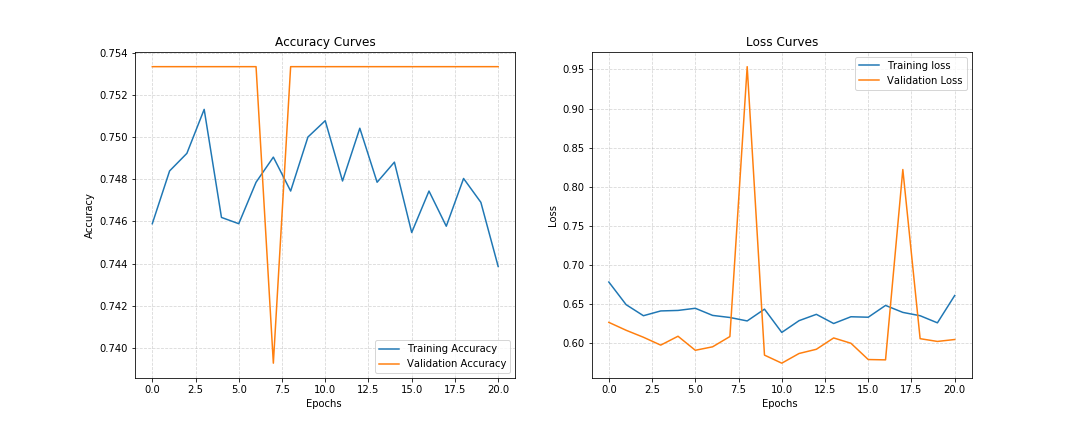 Accuracy Curves
0.754
0.752
0.750
0.748
0.746
0.744
0.742
0.740
Accuracy
Training Accuracy
Validation Accuracy
0.0 2.5 5.0 7.5 10.0 12.5 15.0 17.5 20.0
Epochs
Loss Curves
0.95
0.90
0.85
0.80
0.75
0.70
0.65
0.60
Loss
Training loss
Validation Loss
0.0 2.5 5.0 7.5 10.0 12.5 15.0 17.5 20.0
Epochs